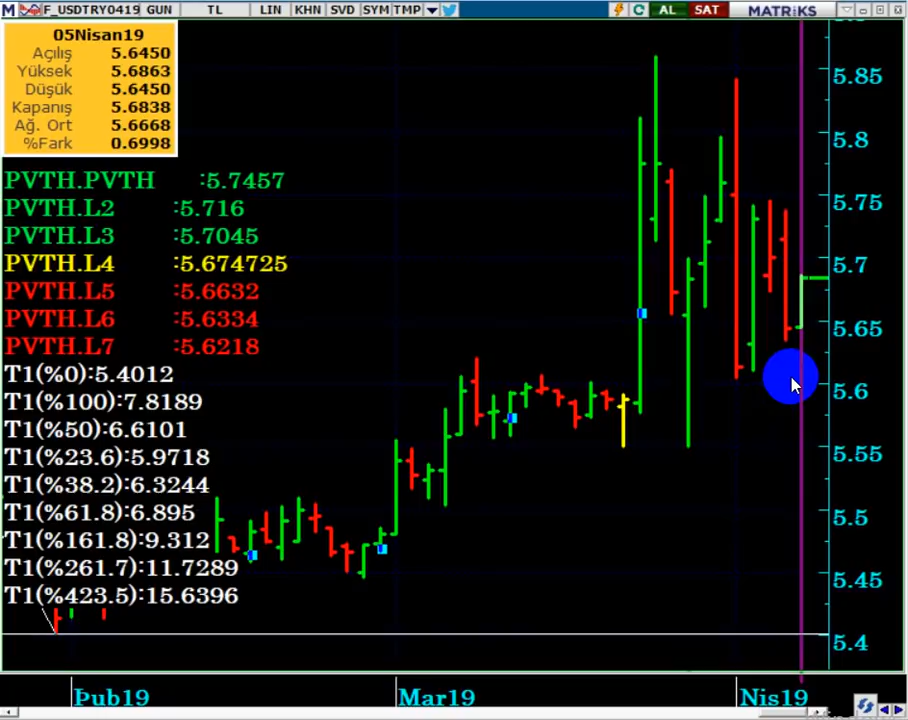 M F_USDTRY0419 GUN TL LIN KHN SVD SYM TMP AL SAT MATRiKS
05Nisan19
Açılış 5.6450
Yüksek 5.6863
Düşük 5.6450
Kapanış 5.6838
Ağ. Ort 5.6668
%Fark 0.6998
PVTH.PVTH :5.7457
PVTH.L2 :5.716
PVTH.L3 :5.7045
PVTH.L4 :5.674725
PVTH.L5 :5.6632
PVTH.L6 :5.6334
PVTH.L7 :5.6218
T1(%0):5.4012
T1(%100):7.8189
T1(%50):6.6101
T1(%23.6):5.9718
T1(%38.2):6.3244
T1(%61.8):6.895
T1(%161.8):9.312
T1(%261.7):11.7289
T1(%423.5):15.6396
5.85
5.8
5.75
5.7
5.65
5.6
5.55
5.5
5.45
5.4
Þub19 Mar19 Nis19